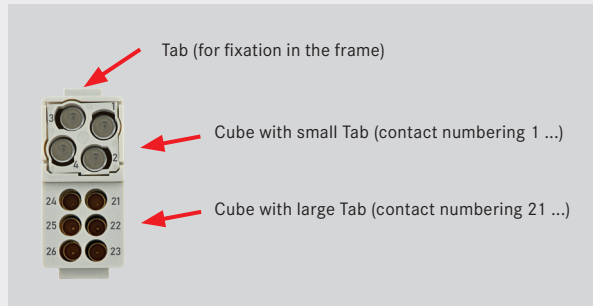 Tab (for fixation in the frame)
1
3
Cube with small Tab (contact numbering 1 ...)
2
4
24 21
Cube with large Tab (contact numbering 21 ...)
25 22
26 23